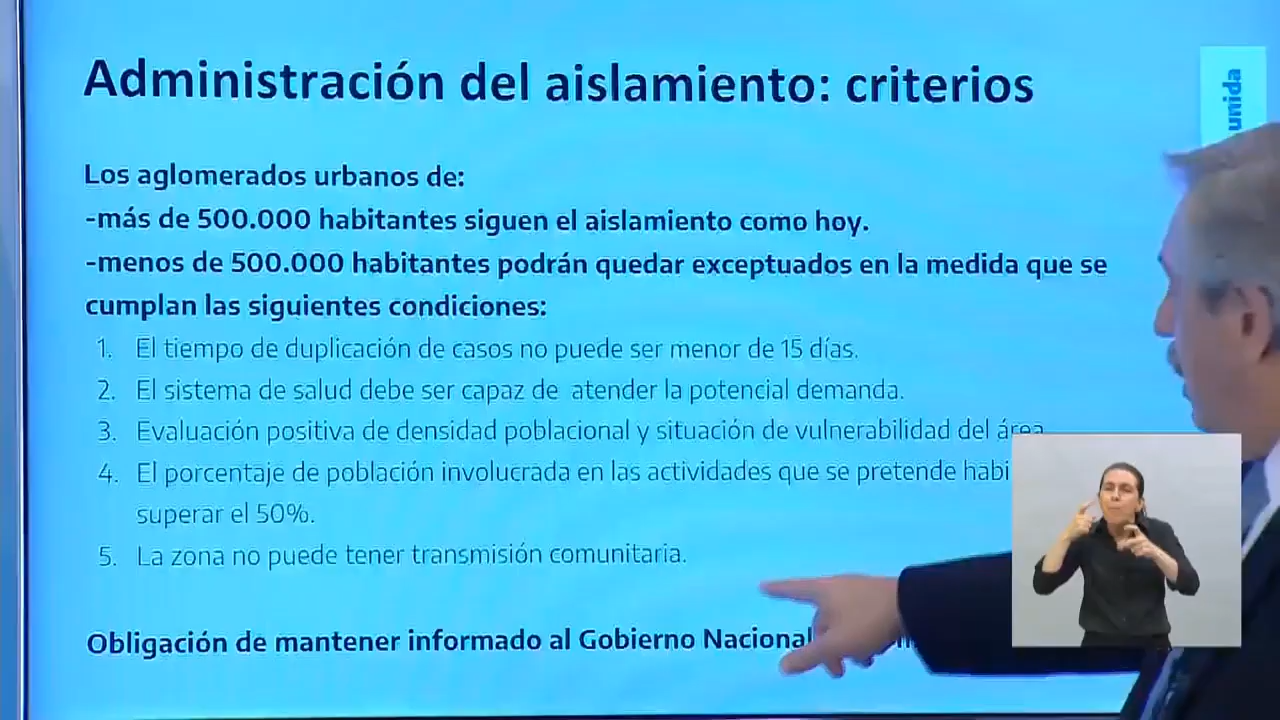 Administración del aislamiento: criterios
unida
Los aglomerados urbanos de:
-más de 500.000 habitantes siguen el aislamiento como hoy.
-menos de 500.000 habitantes podrán quedar exceptuados en la medida que se
cumplan las siguientes condiciones:
1. El tiempo de duplicación de casos no puede ser menor de 15 días.
2. El sistema de salud debe ser capaz de atender la potencial demanda.
3. Evaluación positiva de densidad poblacional y situación de vulnerabilidad del área
4. El porcentaje de población involucrada en las actividades que se pretende
superar el 50%.
5. La zona no puede tener transmisión comunitaria.
Obligación de mantener informado al Gobierno Nacional